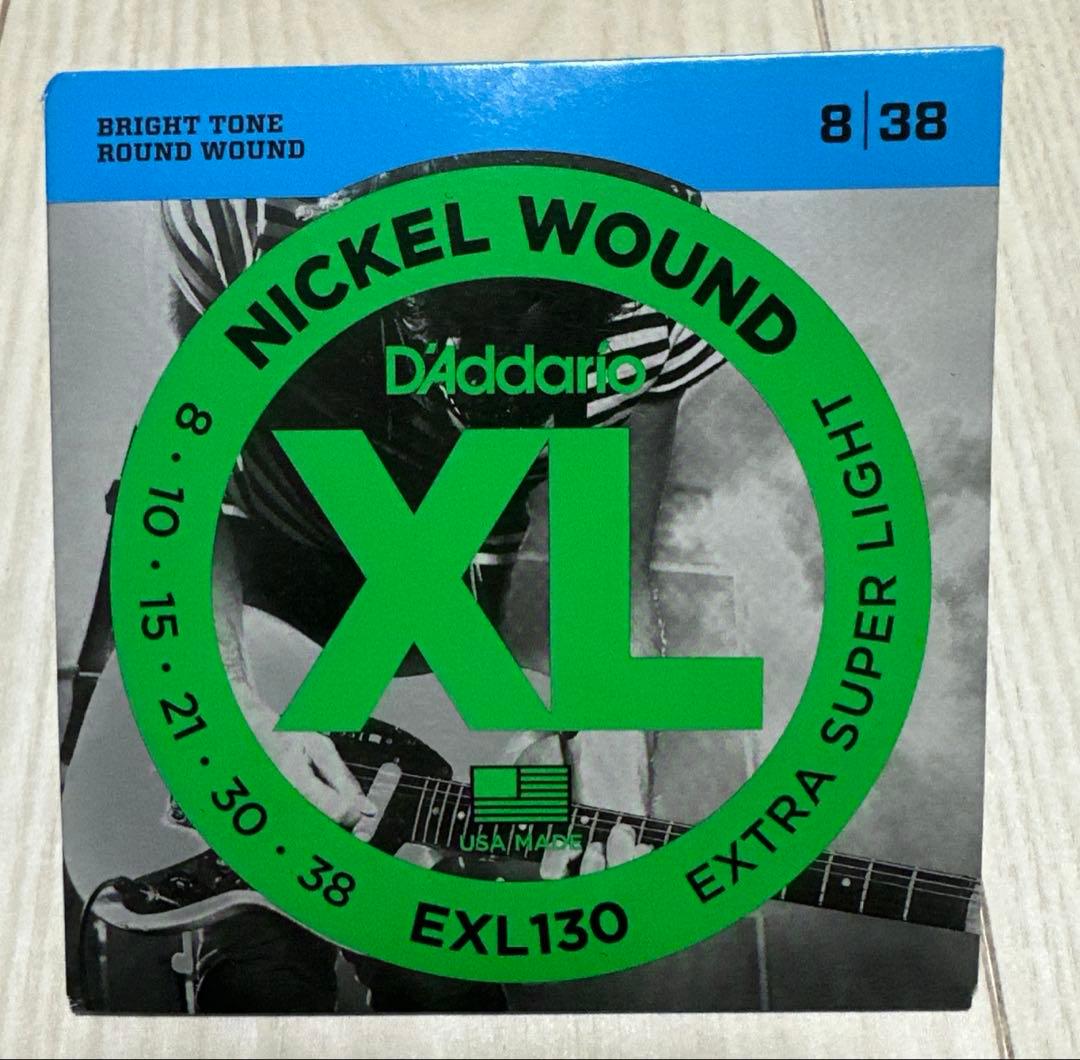 BRIGHT TONE
ROUND WOUND
8|38
NICKEL WOUND
D'Addario
XL
USA MADE
8 · 10 · 15 · 21 · 30 · 38
EXL130
EXTRA SUPER LIGHT